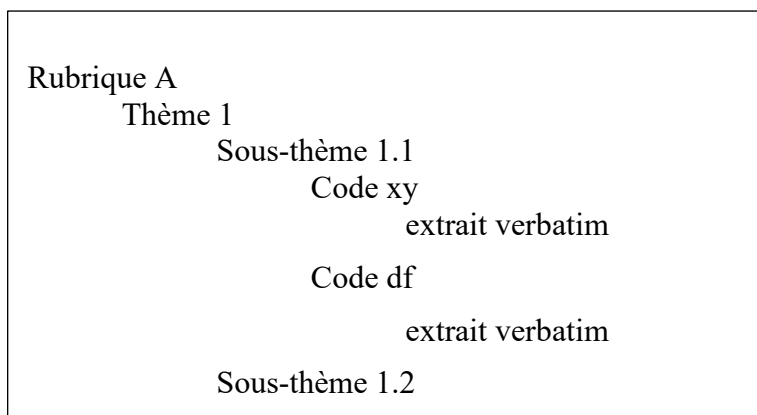 Rubrique A
Thème 1
Sous-thème 1.1
Code xy
extrait verbatim
Code df
extrait verbatim
Sous-thème 1.2